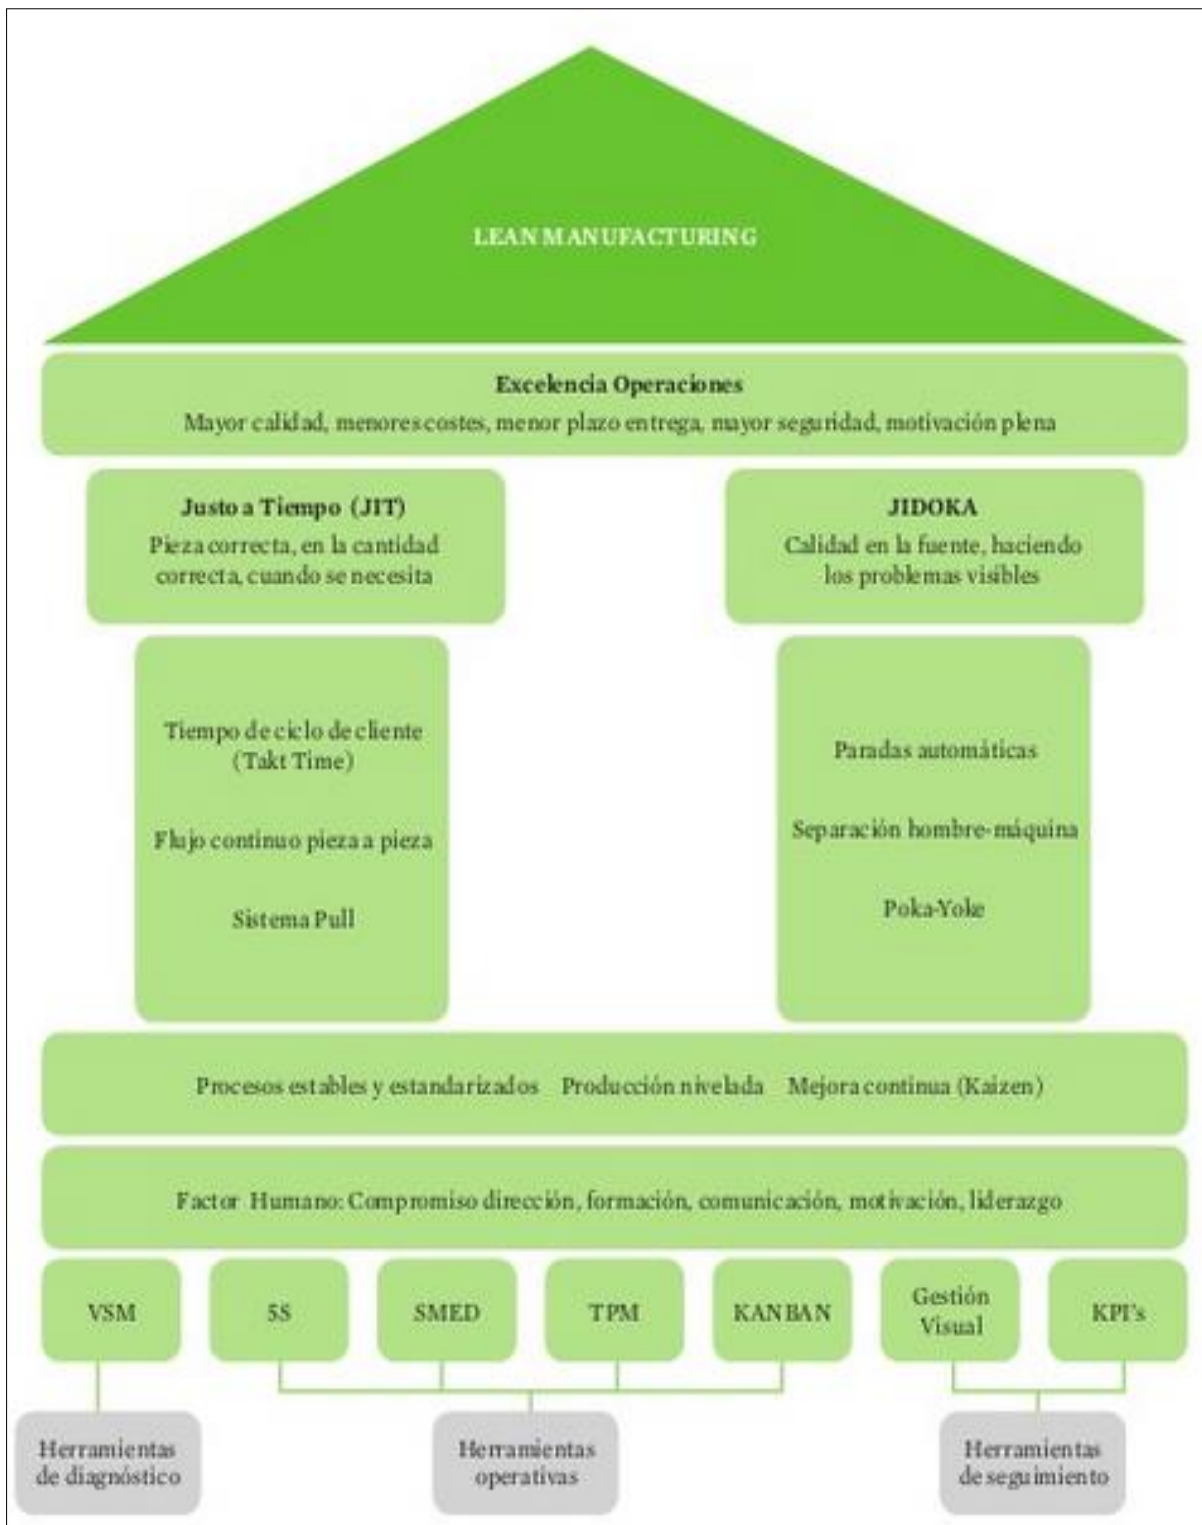 LEAN MANUFACTURING
Excelencia Operaciones
Mayor calidad, menores costes, menor plazo entrega, mayor seguridad, motivación plena
Justo a Tiempo (JIT)
Pieza correcta, en la cantidad
correcta, cuando se necesita
JIDOKA
Calidad en la fuente, haciendo
los problemas visibles
Tiempo de ciclo de cliente
(Takt Time)
Flujo continuo pieza a pieza
Sistema Pull
Paradas automáticas
Separación hombre-máquina
Poka-Yoke
Procesos estables y estandarizados Producción nivelada Mejora continua (Kaizen)
Factor Humano: Compromiso dirección, formación, comunicación, motivación, liderazgo
VSM
5S
SMED
TPM
KANBAN
Gestión
Visual
KPI's
Herramientas
de diagnóstico
Herramientas
operativas
Herramientas
de seguimiento